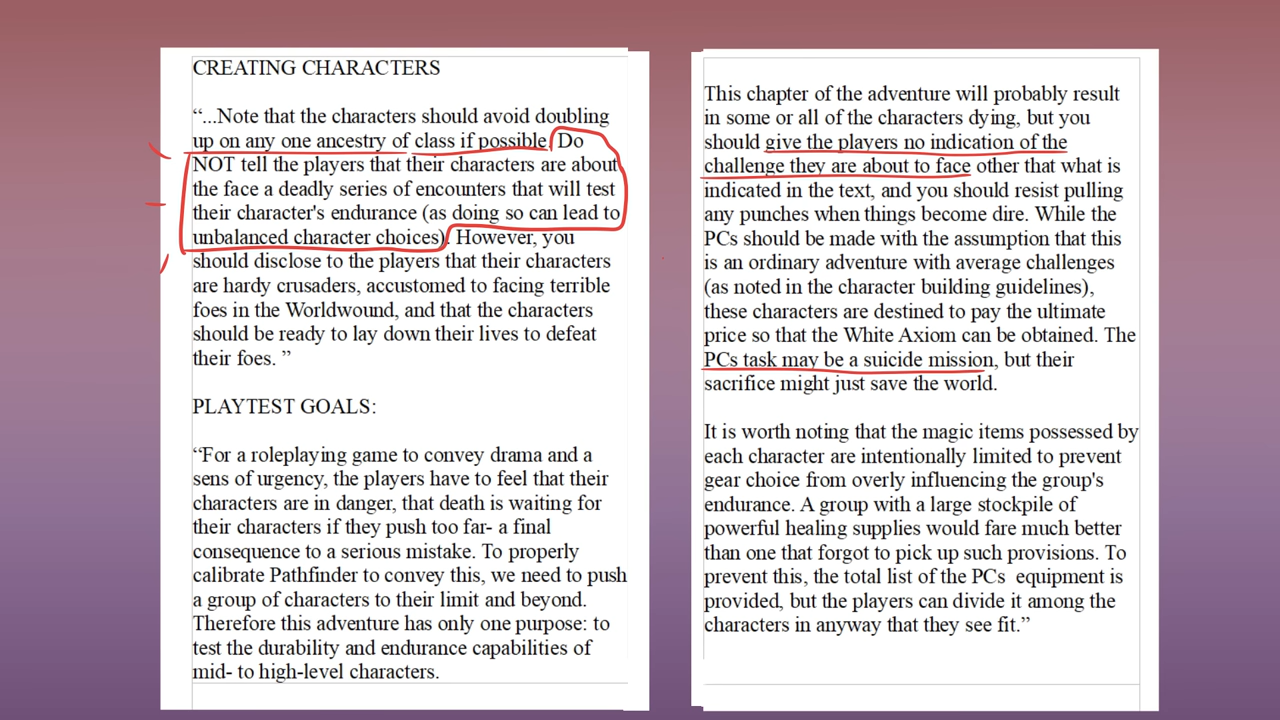 CREATING CHARACTERS
“...Note that the characters should avoid doubling
up on any one ancestry of class if possible. Do
NOT tell the players that their characters are about
the face a deadly series of encounters that will test
their character's endurance (as doing so can lead to
unbalanced character choices). However, you
should disclose to the players that their characters
are hardy crusaders, accustomed to facing terrible
foes in the Worldwound, and that the characters
should be ready to lay down their lives to defeat
their foes. ”
PLAYTEST GOALS:
“For a roleplaying game to convey drama and a
sens of urgency, the players have to feel that their
characters are in danger, that death is waiting for
their characters if they push too far- a final
consequence to a serious mistake. To properly
calibrate Pathfinder to convey this, we need to push
a group of characters to their limit and beyond.
Therefore this adventure has only one purpose: to
test the durability and endurance capabilities of
mid- to high-level characters.
This chapter of the adventure will probably result
in some or all of the characters dying, but you
should give the players no indication of the
challenge they are about to face other that what is
indicated in the text, and you should resist pulling
any punches when things become dire. While the
PCs should be made with the assumption that this
is an ordinary adventure with average challenges
(as noted in the character building guidelines),
these characters are destined to pay the ultimate
price so that the White Axiom can be obtained. The
PCs task may be a suicide mission, but their
sacrifice might just save the world.
It is worth noting that the magic items possessed by
each character are intentionally limited to prevent
gear choice from overly influencing the group's
endurance. A group with a large stockpile of
powerful healing supplies would fare much better
than one that forgot to pick up such provisions. To
prevent this, the total list of the PCs equipment is
provided, but the players can divide it among the
characters in anyway that they see fit.”